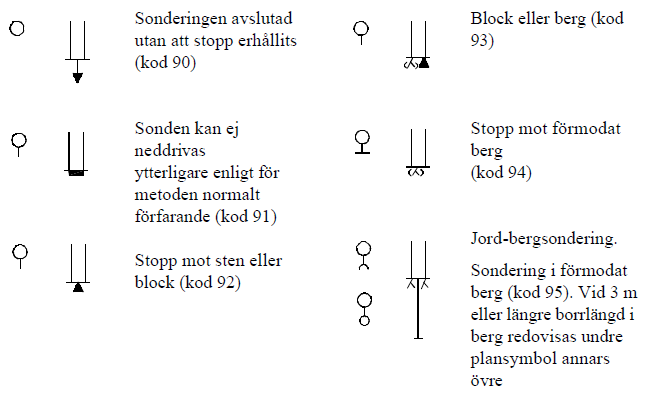 Sonderingen avslutad
utan att stopp erhållits
(kod 90)
Sonden kan ej
neddrivas
ytterligare enligt för
metoden normalt
förfarande (kod 91)
Stopp mot sten eller
block (kod 92)
Block eller berg (kod
93)
Stopp mot förmodat
berg
(kod 94)
Jord-bergsondering.
Sondering i förmodat
berg (kod 95). Vid 3 m
eller längre borrlängd i
berg redovisas undre
plansymbol annars
övre